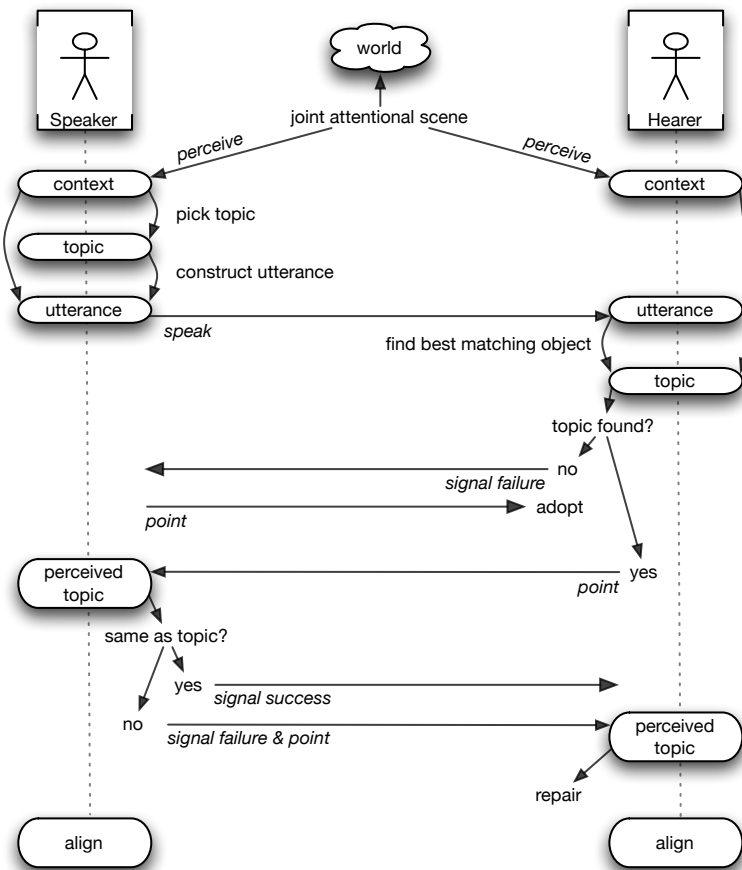 world
Speaker
joint attentional scene
Hearer
perceive
perceive
context
context
pick topic
topic
construct utterance
utterance
utterance
speak
find best matching object
topic
topic found?
no
signal failure
point
adopt
perceived
topic
yes
point
same as topic?
yes
signal success
no
signal failure & point
perceived
topic
repair
align
align